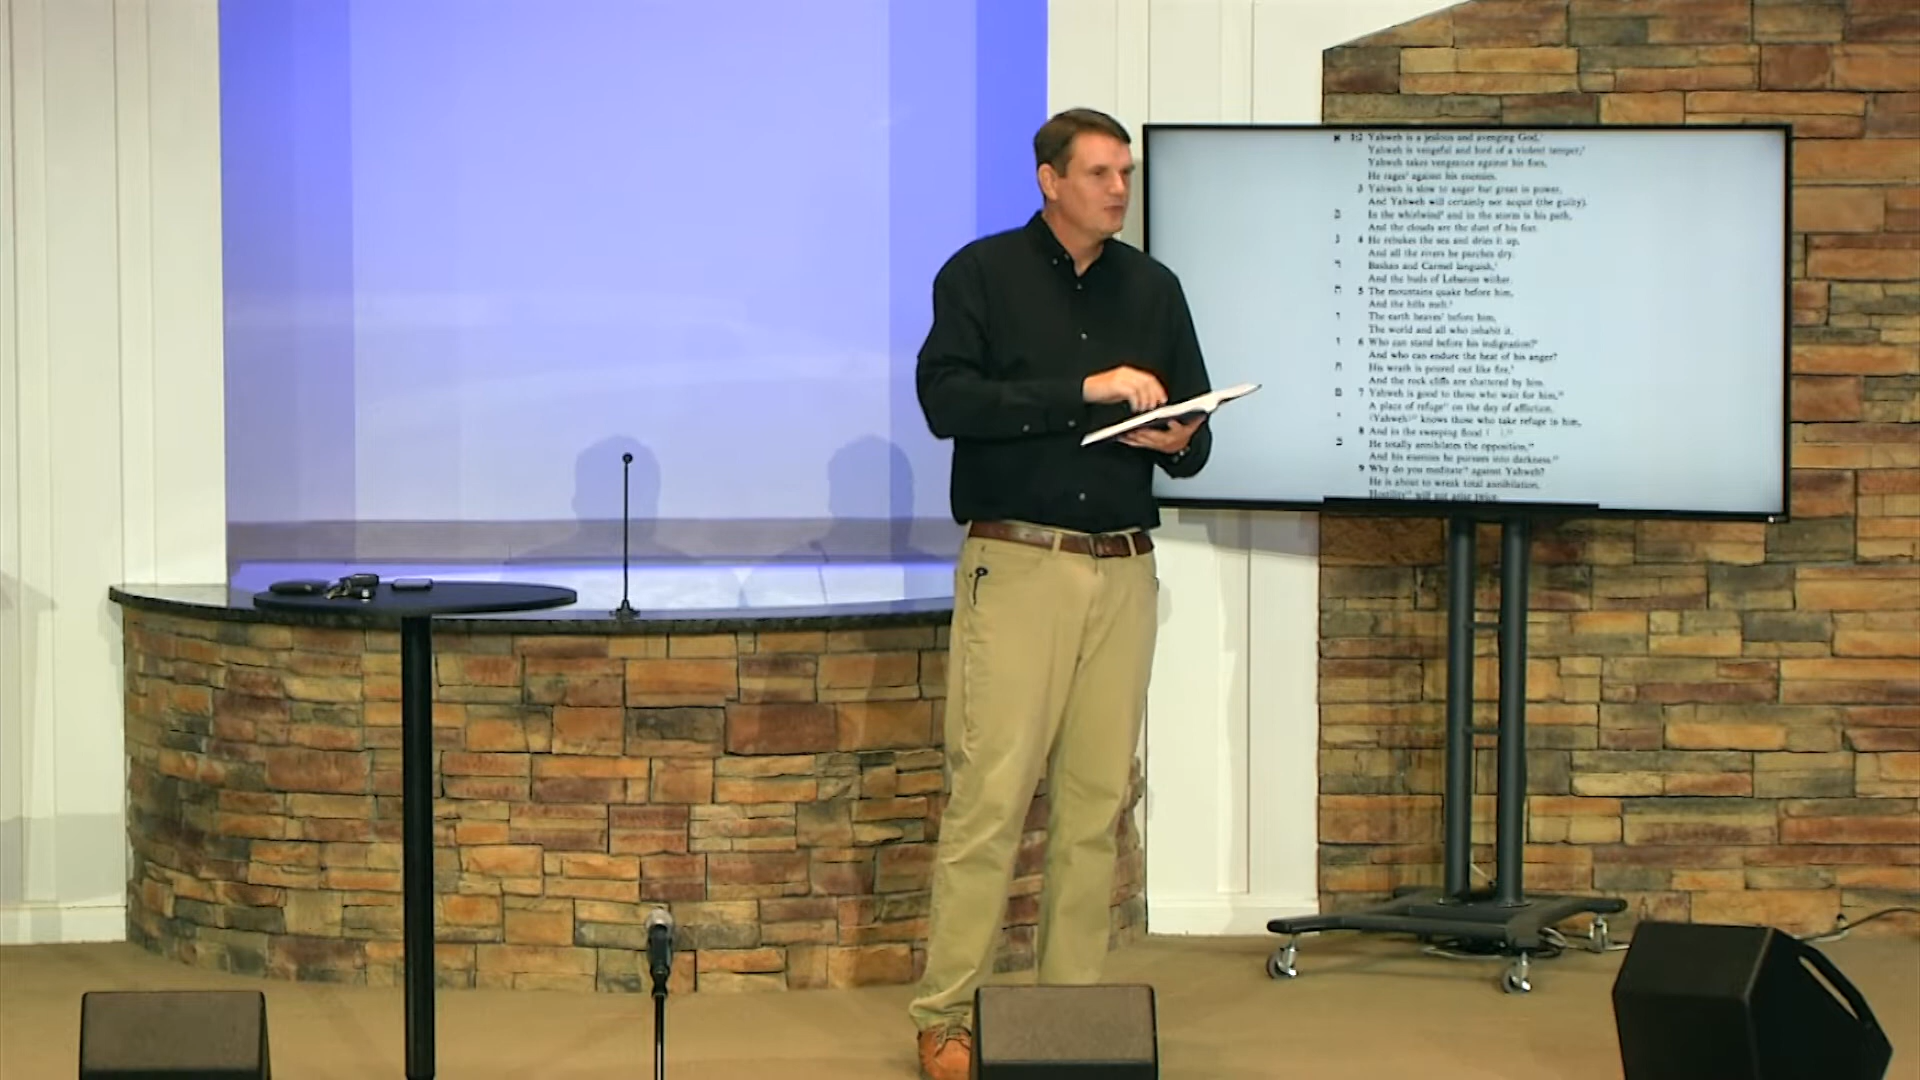 א 1:2 Yahweh is a jealous and avenging God,
Yahweh is vengeful and lord of a violent temper;
Yahweh takes vengeance against his foes,
He rages against his enemies.
3 Yahweh is slow to anger but great in power,
And Yahweh will certainly not acquit (the guilty).
ב In the whirlwind and in the storm is his path,
And the clouds are the dust of his feet.
ג 4 He rebukes the sea and dries it up,
And all the rivers he parches dry.
Bashan and Carmel languish,
And the buds of Lebanon wither.
ה 5 The mountains quake before him,
And the hills melt.
ו The earth heaves before him,
The world and all who inhabit it.
6 Who can stand before his indignation?
And who can endure the heat of his anger?
ח His wrath is poured out like fire,
And the rock cliffs are shattered by him.
ט 7 Yahweh is good to those who wait for him,
A place of refuge on the day of affliction.
י (Yahweh) knows those who take refuge in him,
8 And in the sweeping flood
כ He totally annihilates the opposition,
And his enemies he pursues into darkness.
9 Why do you meditate against Yahweh?
He is about to wreak total annihilation,
Hostility will not arise twice.